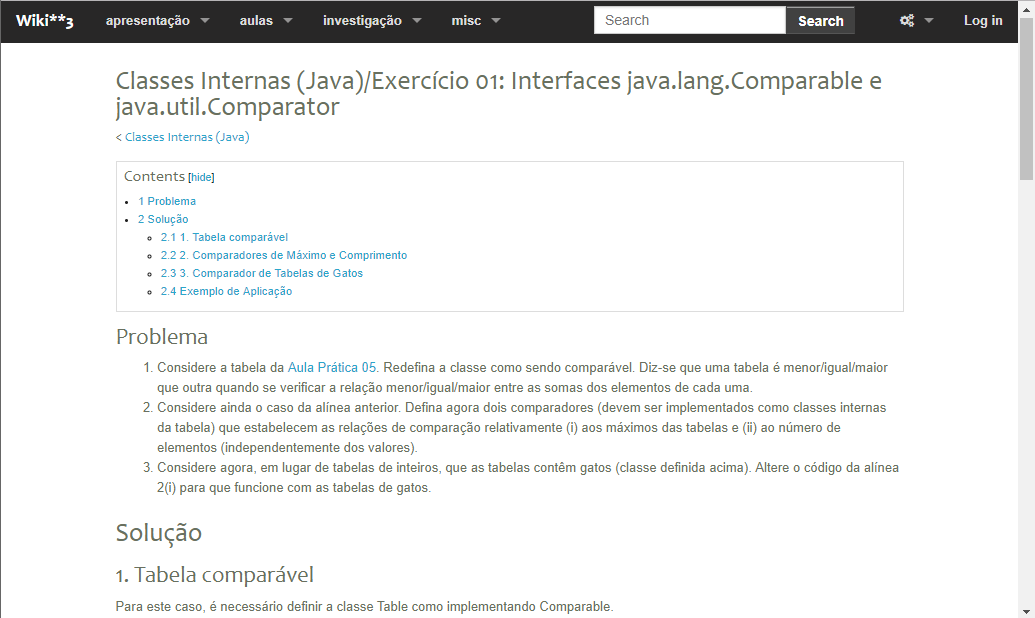 Wiki**3 apresentação aulas investigação misc Search Search Log in
Classes Internas (Java)/Exercício 01: Interfaces java.lang.Comparable e
java.util.Comparator
< Classes Internas (Java)
Contents [hide]
1 Problema
2 Solução
2.1 1. Tabela comparável
2.2 2. Comparadores de Máximo e Comprimento
2.3 3. Comparador de Tabelas de Gatos
2.4 Exemplo de Aplicação
Problema
1. Considere a tabela da Aula Prática 05. Redefina a classe como sendo comparável. Diz-se que uma tabela é menor/igual/maior
que outra quando se verificar a relação menor/igual/maior entre as somas dos elementos de cada uma.
2. Considere ainda o caso da alínea anterior. Defina agora dois comparadores (devem ser implementados como classes internas
da tabela) que estabelecem as relações de comparação relativamente (i) aos máximos das tabelas e (ii) ao número de
elementos (independentemente dos valores).
3. Considere agora, em lugar de tabelas de inteiros, que as tabelas contêm gatos (classe definida acima). Altere o código da alínea
2(i) para que funcione com as tabelas de gatos.
Solução
1. Tabela comparável
Para este caso, é necessário definir a classe Table como implementando Comparable.